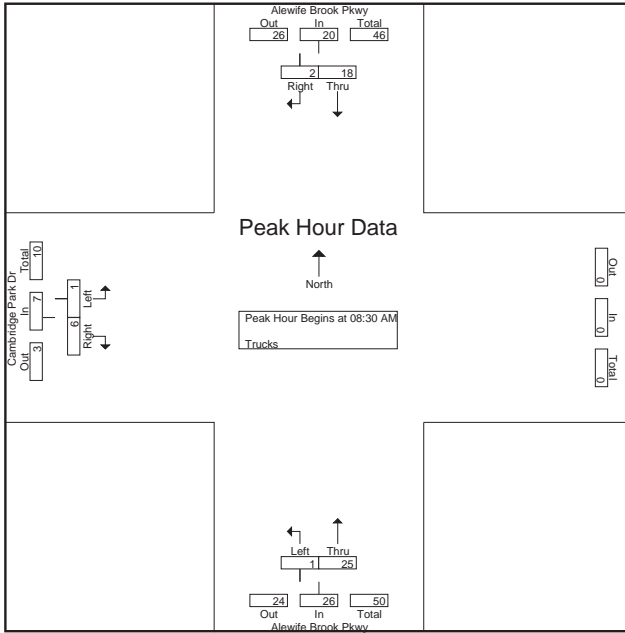 Alewife Brook Pkwy
Out In Total
26 20 46
2 18
Right Thru
Peak Hour Data
North
Peak Hour Begins at 08:30 AM
Trucks
Cambridge Park Dr
Out In Total
3 7 10
Right Left
6 1
Out
0
In
0
Total
0
Left Thru
1 25
24 26 50
Out In Total
Alewife Brook Pkwy